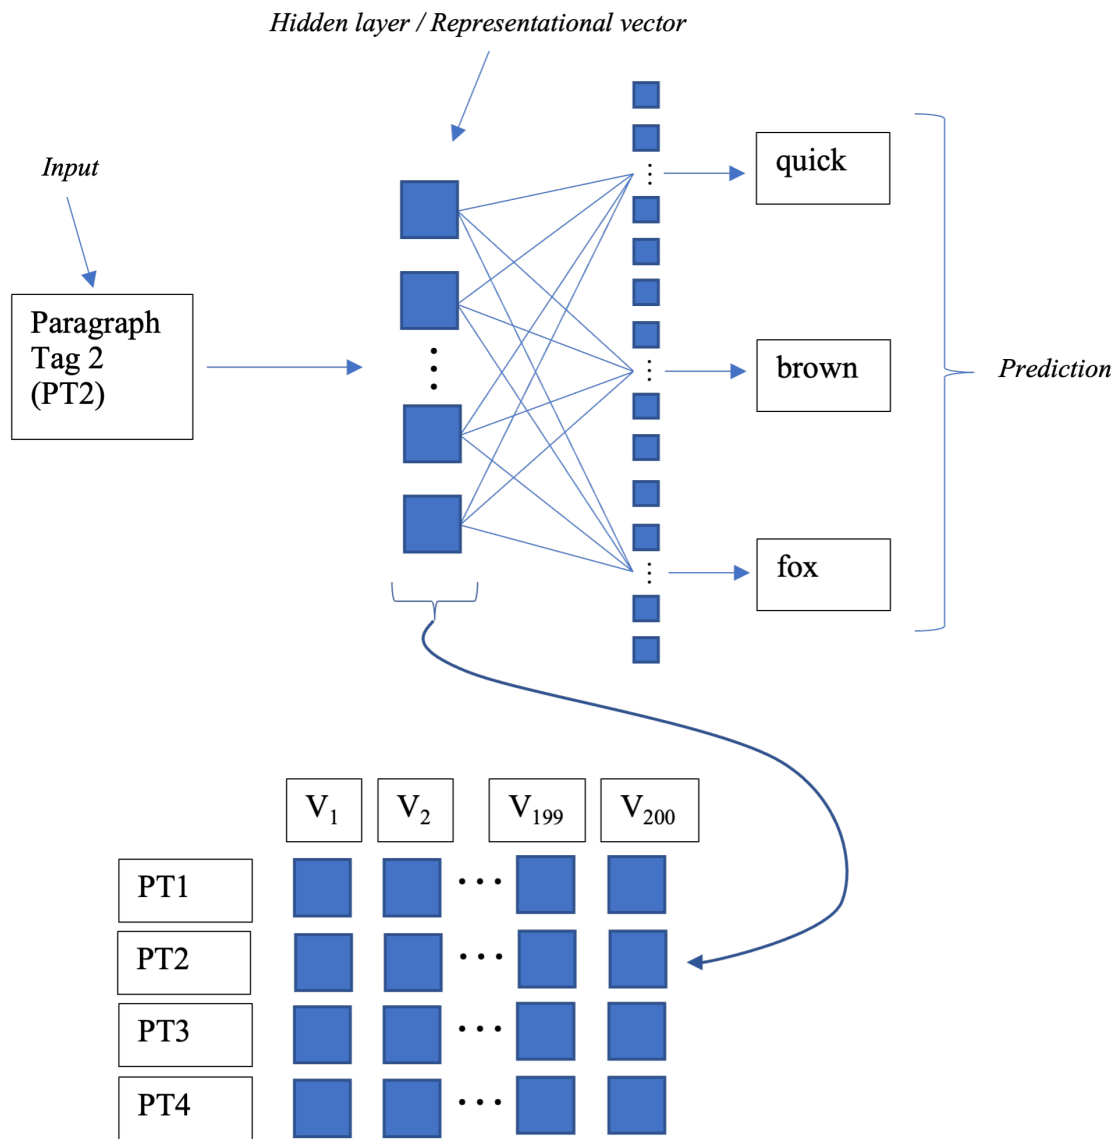 Hidden layer / Representational vector
Input
quick
Paragraph
Tag 2
(PT2)
brown
Prediction
fox
V₁ V₂ V₁₉₉ V₂₀₀
PT1
PT2
PT3
PT4